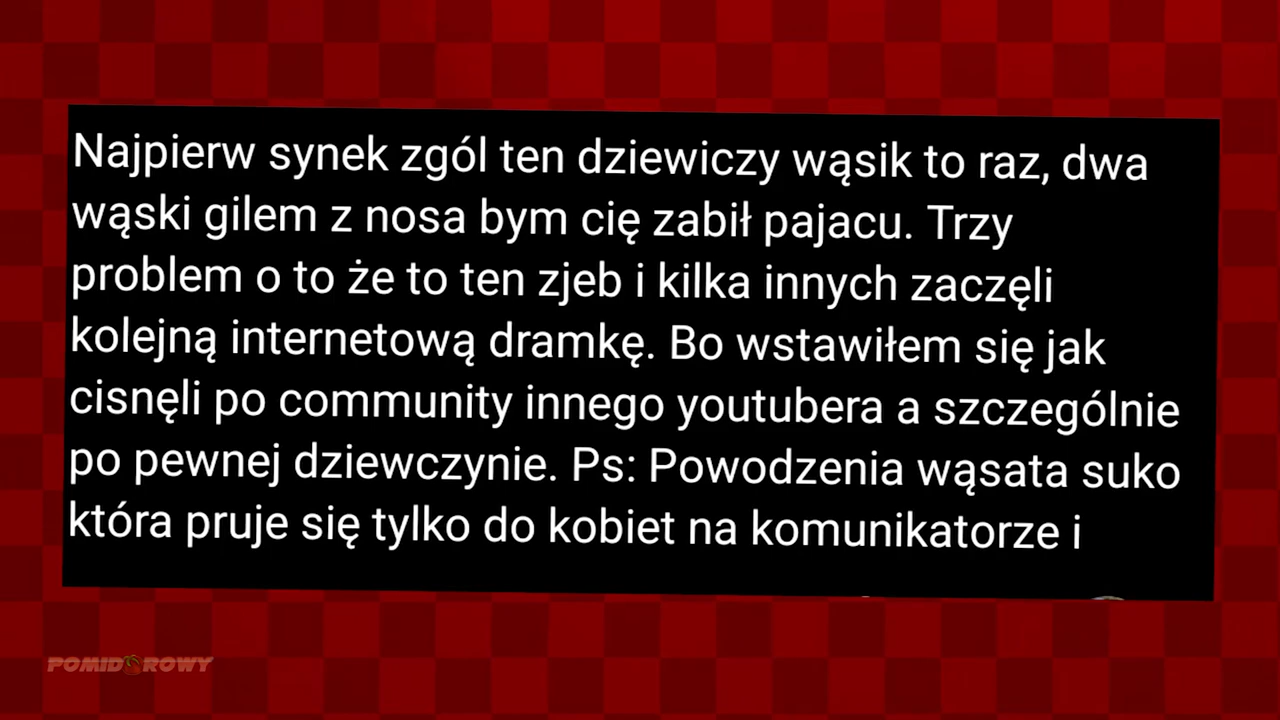 Najpierw synek zgól ten dziewiczy wąsik to raz, dwa
wąski gilem z nosa bym cię zabił pajacu. Trzy
problem o to że to ten zjeb i kilka innych zaczęli
kolejną internetową dramkę. Bo wstawiłem się jak
cisnęli po community innego youtubera a szczególnie
po pewnej dziewczynie. Ps: Powodzenia wąsata suko
która pruje się tylko do kobiet na komunikatorze i
POMIDOROWY